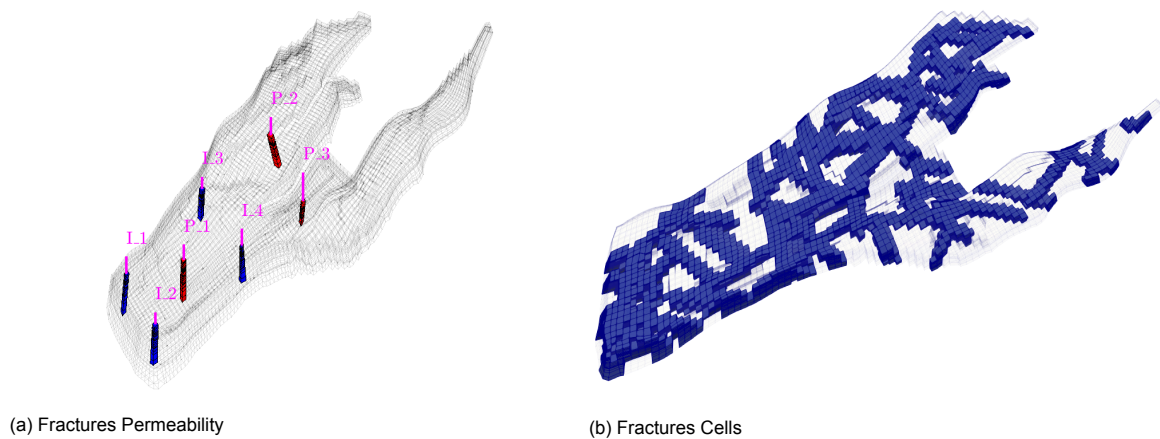 P_2
I_3
P_3
P_1
I_4
I_1
I_2
(a) Fractures Permeability
(b) Fractures Cells